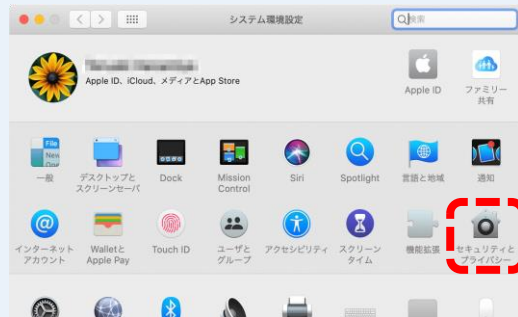 システム環境設定
検索
Apple ID、iCloud、メディアとApp Store
Apple ID
ファミリー
共有
File
New
一般
デスクトップと
スクリーンセーバ
Dock
Mission
Control
Siri
Spotlight
言語と地域
通知
インターネット
アカウント
Walletと
Apple Pay
Touch ID
ユーザと
グループ
アクセシビリティ
スクリーン
タイム
機能拡張
セキュリティと
プライバシー